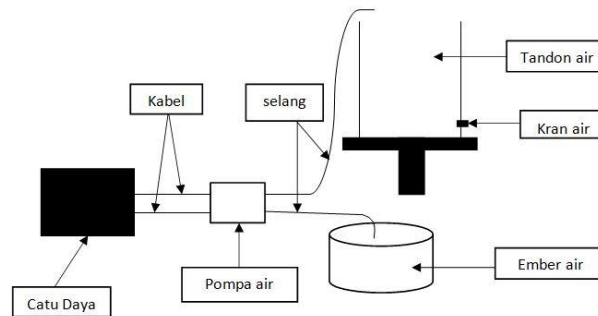 Tandon air
Kabel
selang
Kran air
Pompa air
Ember air
Catu Daya